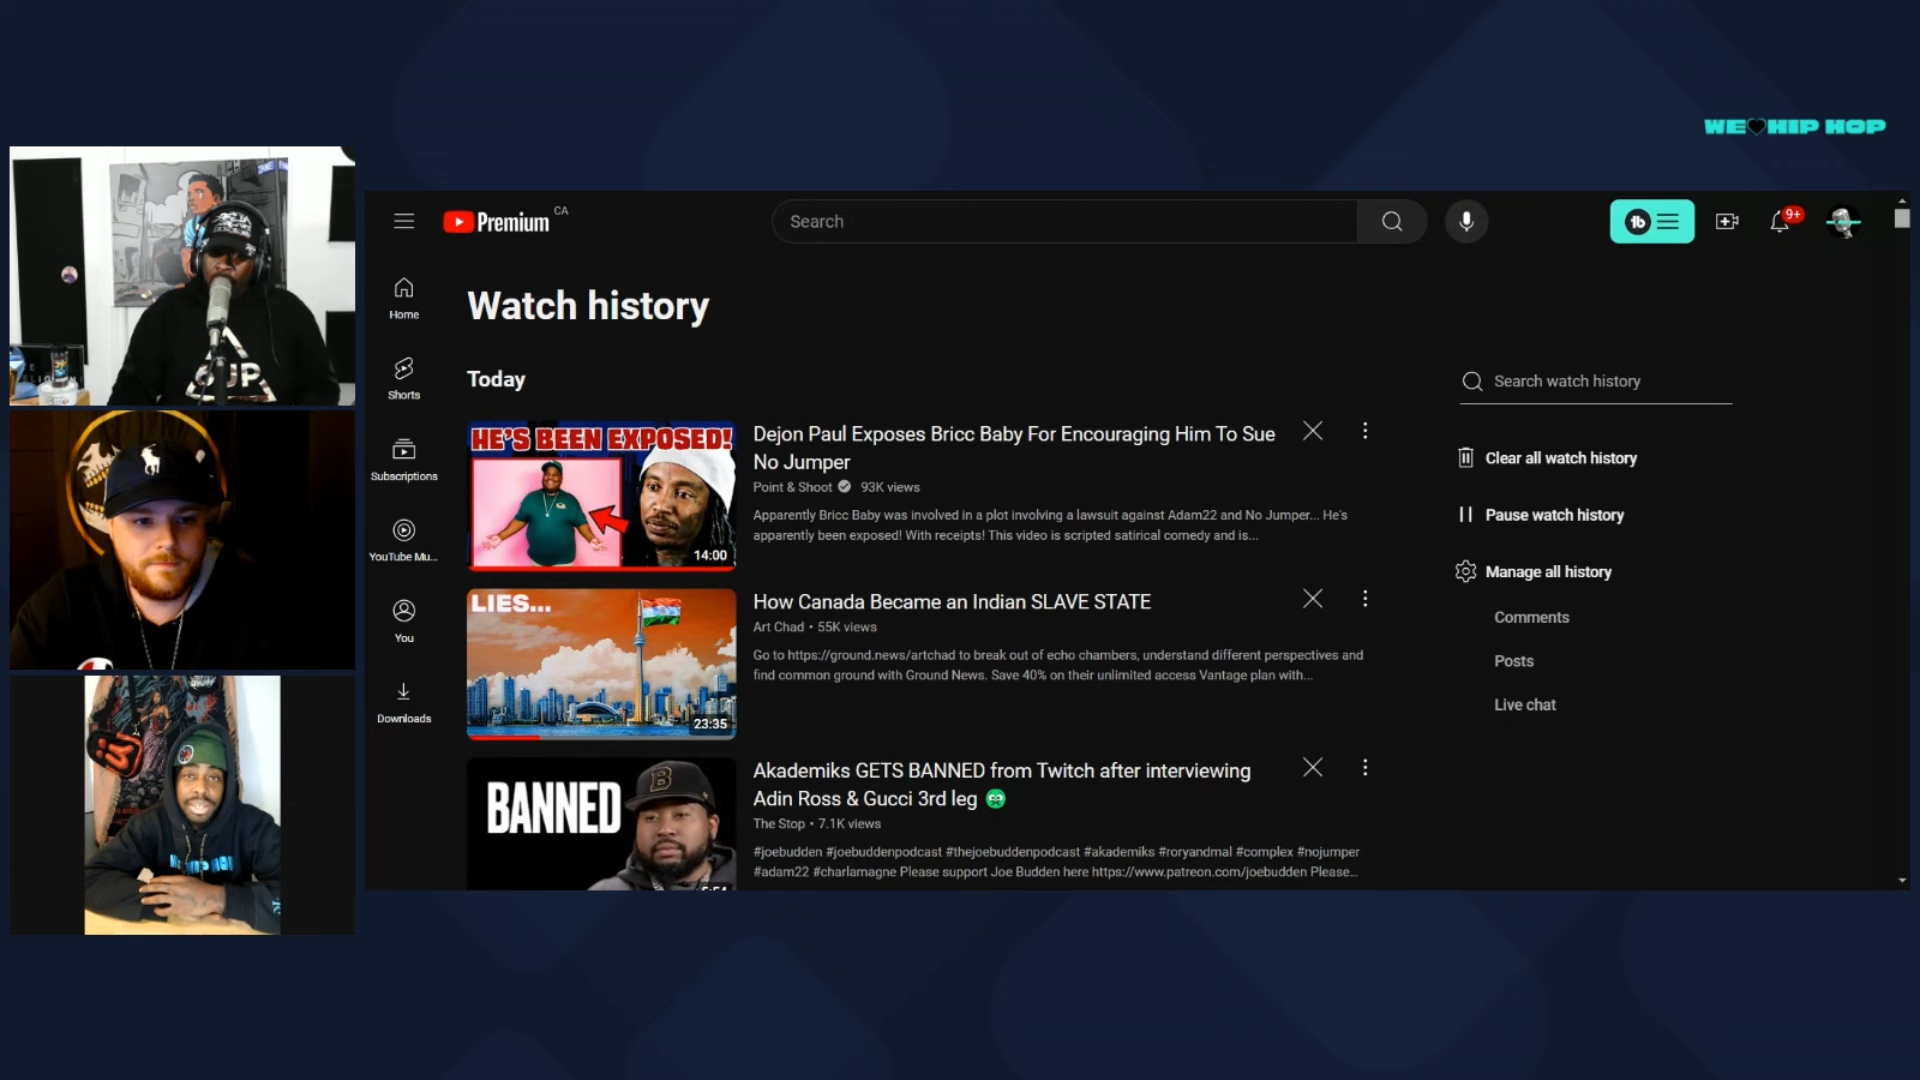 WE HIP HOP
Premium CA
Search
9+
Home
Shorts
Subscriptions
YouTube Mu...
You
Downloads
Watch history
Today
HE'S BEEN EXPOSED!
14:00
Dejon Paul Exposes Bricc Baby For Encouraging Him To Sue
No Jumper
Point & Shoot 93K views
Apparently Bricc Baby was involved in a plot involving a lawsuit against Adam22 and No Jumper... He's
apparently been exposed! With receipts! This video is scripted satirical comedy and is...
LIES...
23:35
How Canada Became an Indian SLAVE STATE
Art Chad • 55K views
Go to https://ground.news/artchad to break out of echo chambers, understand different perspectives and
find common ground with Ground News. Save 40% on their unlimited access Vantage plan with...
BANNED
Akademiks GETS BANNED from Twitch after interviewing
Adin Ross & Gucci 3rd leg
The Stop • 7.1K views
#joebudden #joebuddenpodcast #thejoebuddenpodcast #akademiks #roryandmal #complex #nojumper
#adam22 #charlamagne Please support Joe Budden here https://www.patreon.com/joebudden Please...
Search watch history
Clear all watch history
Pause watch history
Manage all history
Comments
Posts
Live chat
6UP